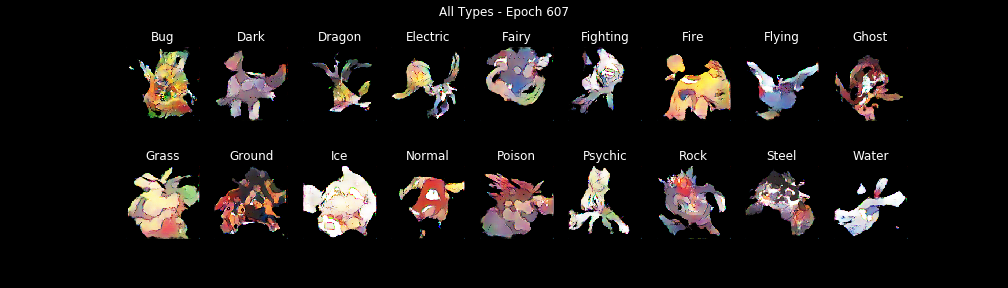 All Types - Epoch 607
Bug Dark Dragon Electric Fairy Fighting Fire Flying Ghost
Grass Ground Ice Normal Poison Psychic Rock Steel Water